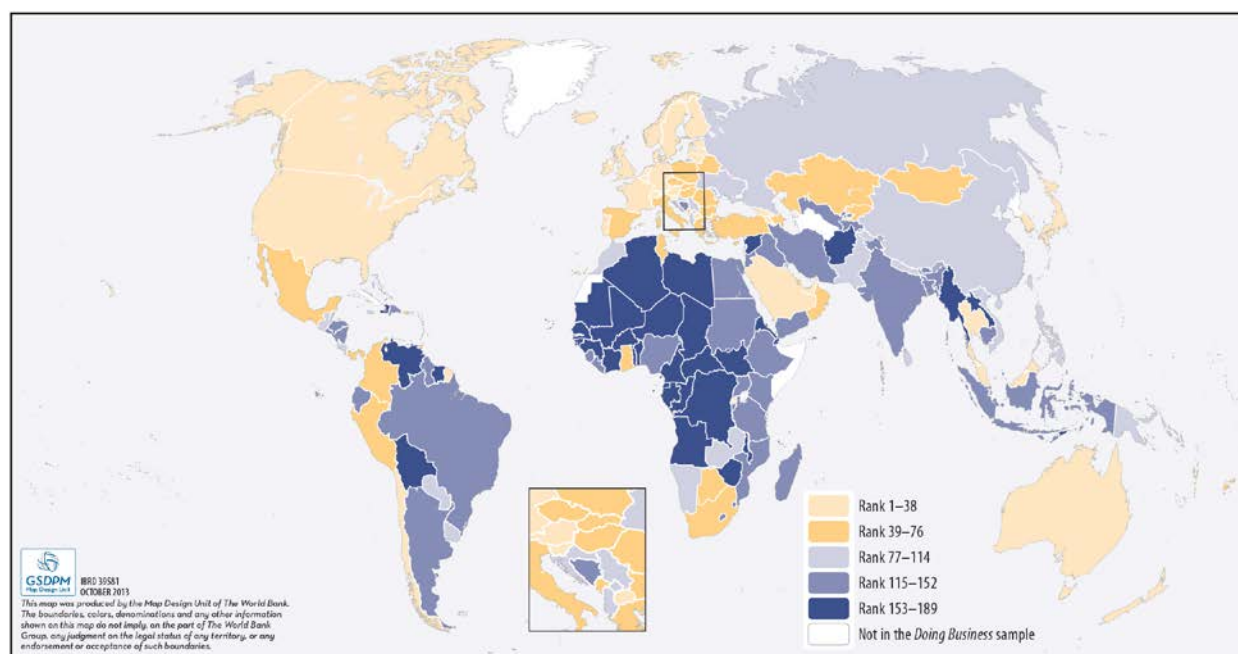 Rank 1–38
Rank 39–76
Rank 77–114
Rank 115–152
Rank 153–189
Not in the Doing Business sample
GSDPM
Map Design Unit
IBRD 39581
OCTOBER 2013
This map was produced by the Map Design Unit of The World Bank.
The boundaries, colors, denominations and any other information
shown on this map do not imply, on the part of The World Bank
Group, any judgment on the legal status of any territory, or any
endorsement or acceptance of such boundaries.